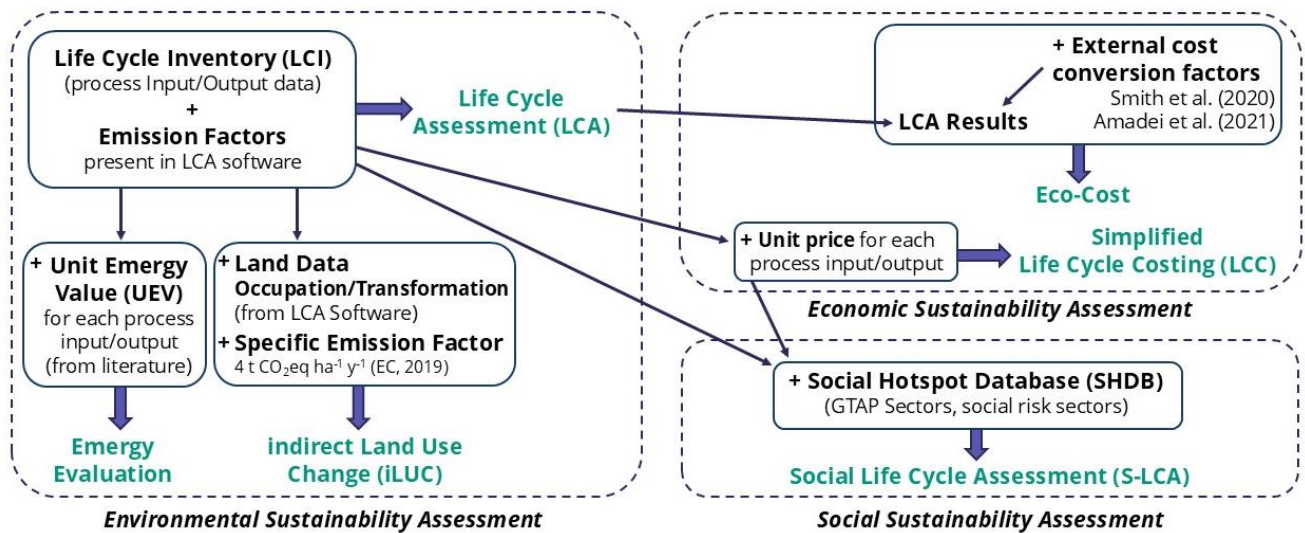 Life Cycle Inventory (LCI)
(process Input/Output data)
+
Emission Factors
present in LCA software
Life Cycle
Assessment (LCA)
+ Unit Emergy
Value (UEV)
for each process
input/output
(from literature)
+ Land Data
Occupation/Transformation
(from LCA Software)
+ Specific Emission Factor
4 t CO₂eq ha⁻¹ y⁻¹ (EC, 2019)
Emergy
Evaluation
indirect Land Use
Change (iLUC)
Environmental Sustainability Assessment
+ External cost
conversion factors
Smith et al. (2020)
Amadei et al. (2021)
LCA Results
Eco-Cost
+ Unit price for each
process input/output
Simplified
Life Cycle Costing (LCC)
Economic Sustainability Assessment
+ Social Hotspot Database (SHDB)
(GTAP Sectors, social risk sectors)
Social Life Cycle Assessment (S-LCA)
Social Sustainability Assessment